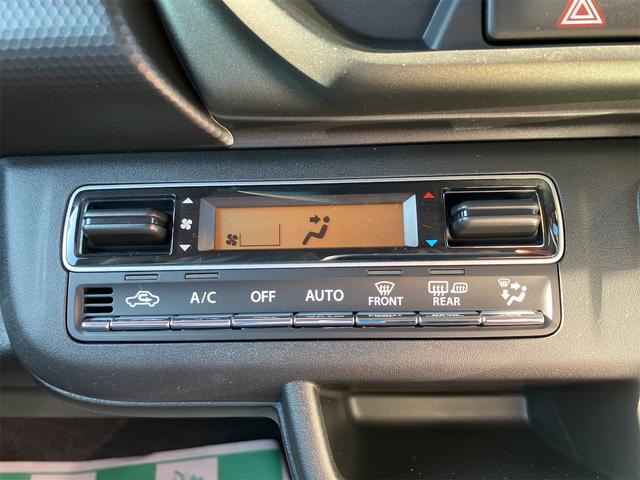 A/C OFF AUTO FRONT REAR